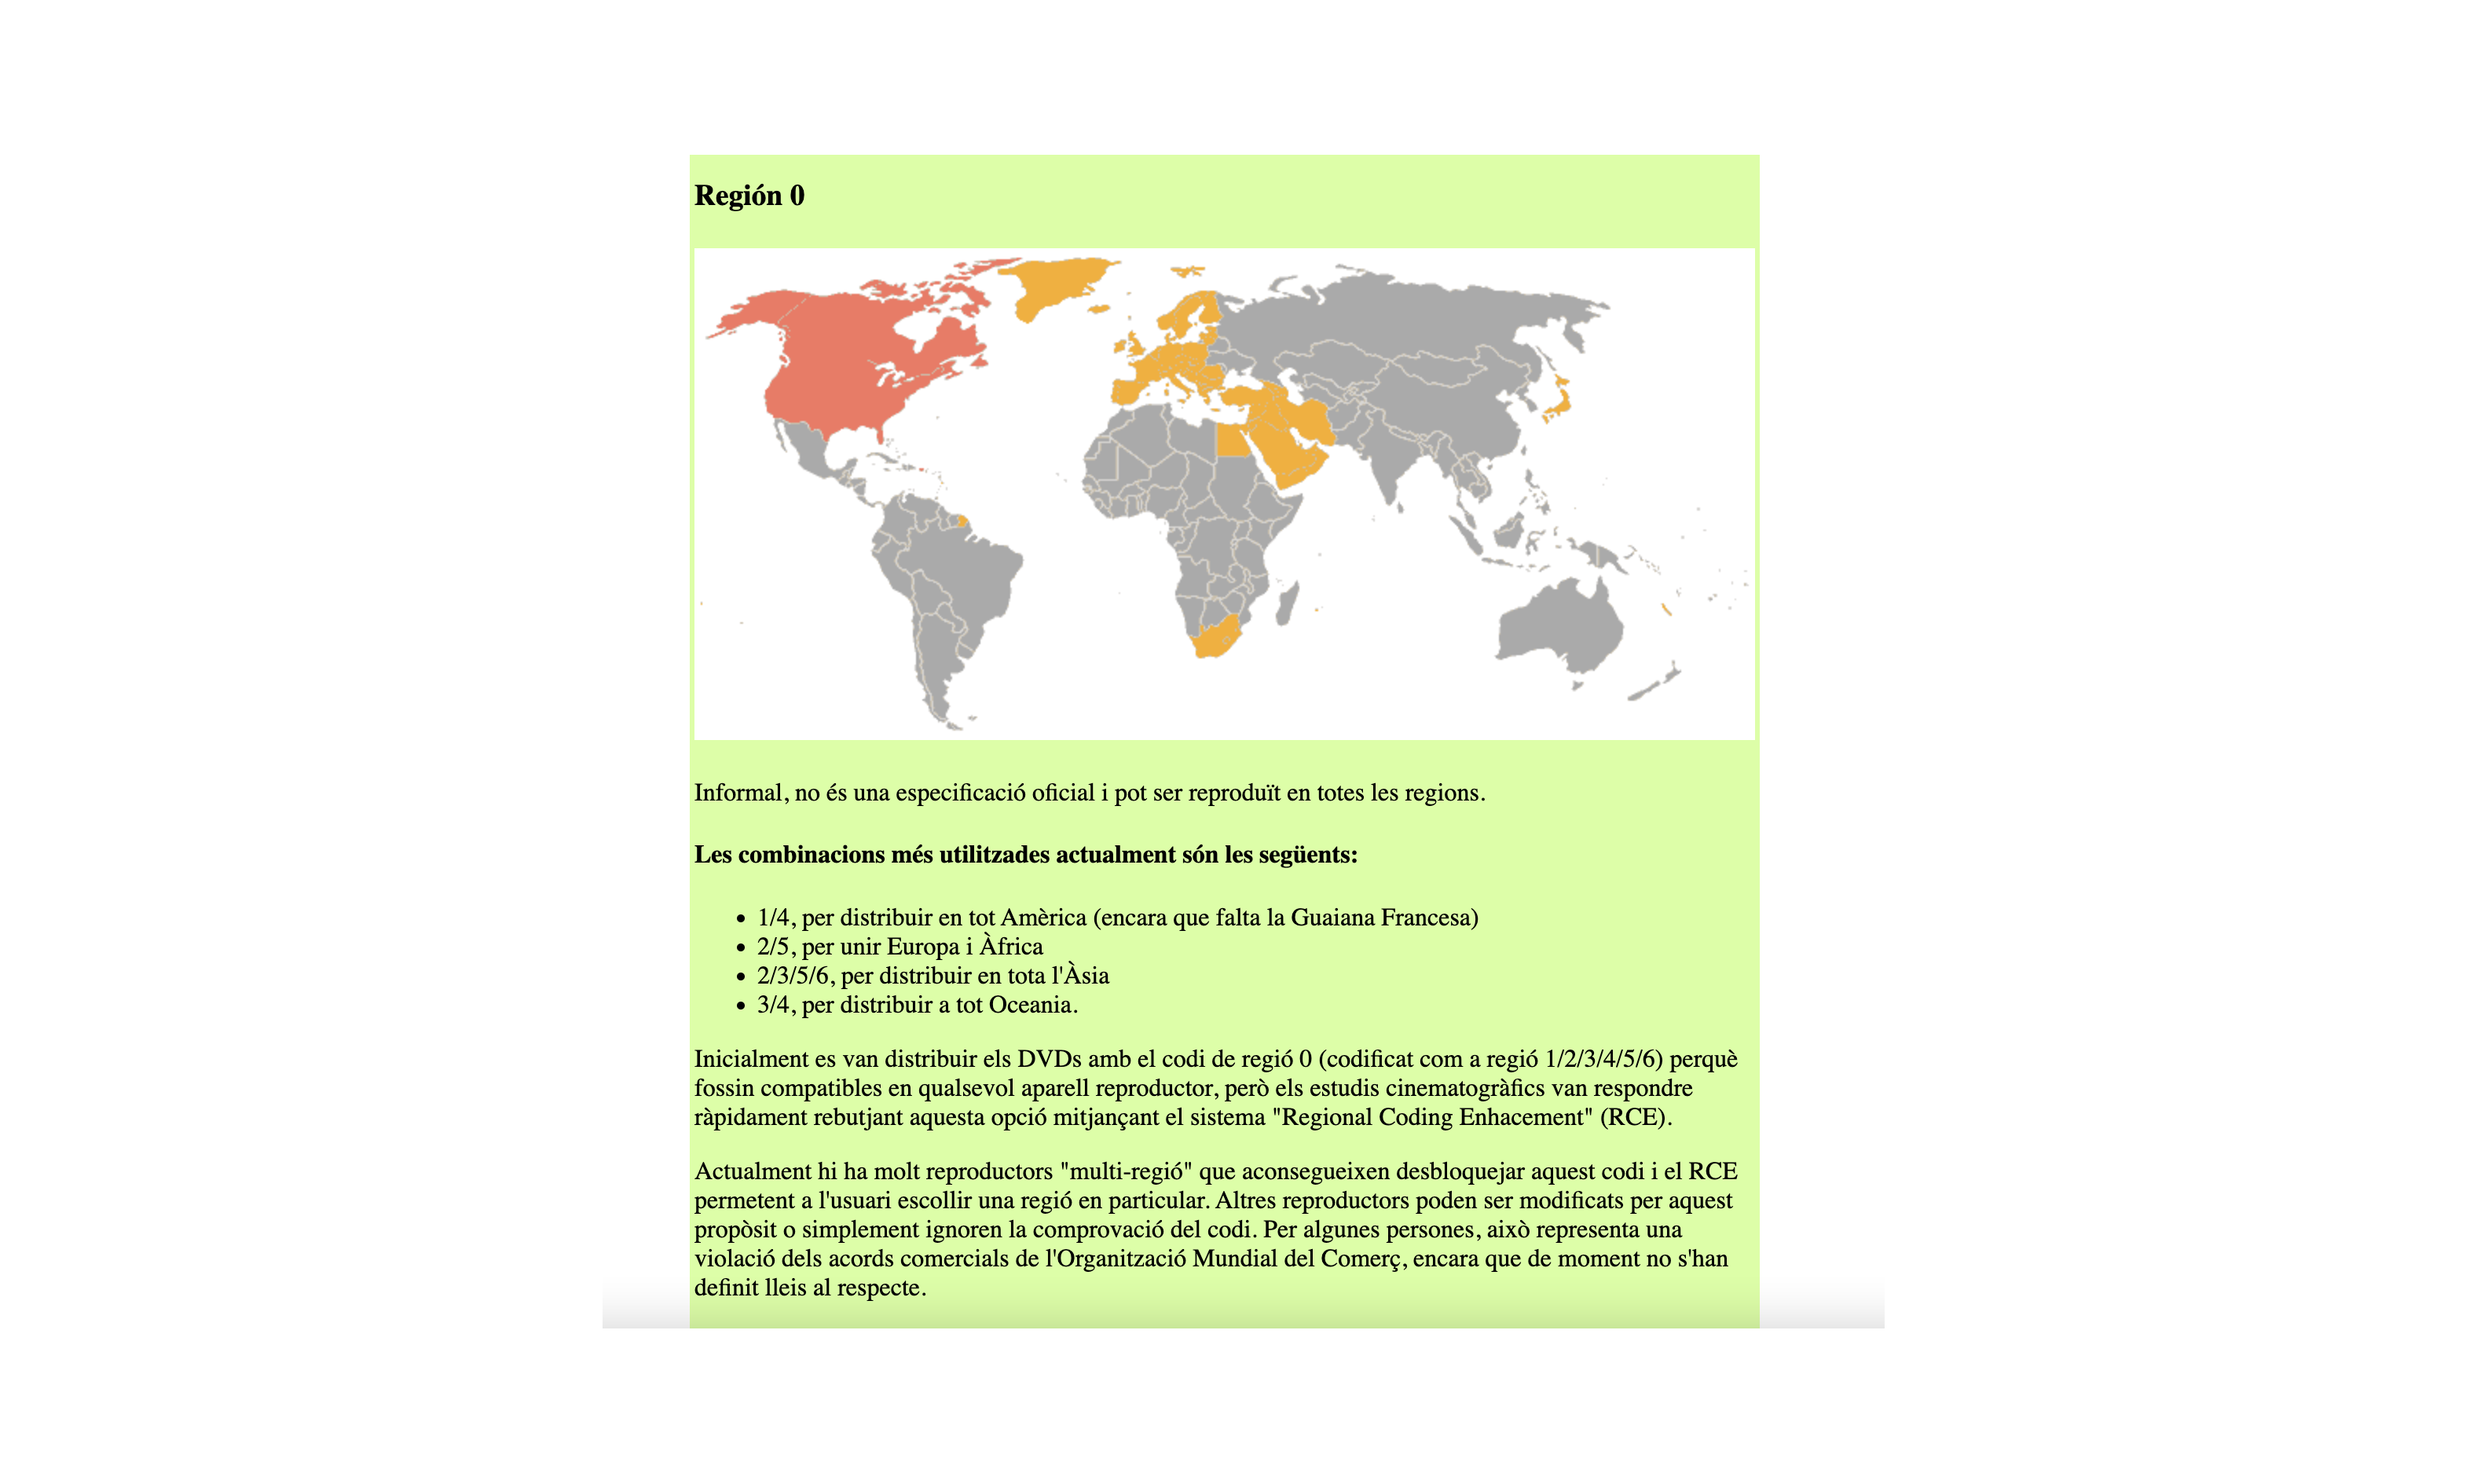 Región 0
Informal, no és una especificació oficial i pot ser reproduït en totes les regions.
Les combinacions més utilitzades actualment són les següents:
• 1/4, per distribuir en tot Amèrica (encara que falta la Guaiana Francesa)
• 2/5, per unir Europa i Àfrica
• 2/3/5/6, per distribuir en tota l'Àsia
• 3/4, per distribuir a tot Oceania.
Inicialment es van distribuir els DVDs amb el codi de regió 0 (codificat com a regió 1/2/3/4/5/6) perquè
fossin compatibles en qualsevol aparell reproductor, però els estudis cinematogràfics van respondre
ràpidament rebutjant aquesta opció mitjançant el sistema "Regional Coding Enhacement" (RCE).
Actualment hi ha molt reproductors "multi-regió" que aconsegueixen desbloquejar aquest codi i el RCE
permetent a l'usuari escollir una regió en particular. Altres reproductors poden ser modificats per aquest
propòsit o simplement ignoren la comprovació del codi. Per algunes persones, això representa una
violació dels acords comercials de l'Organització Mundial del Comerç, encara que de moment no s'han
definit lleis al respecte.